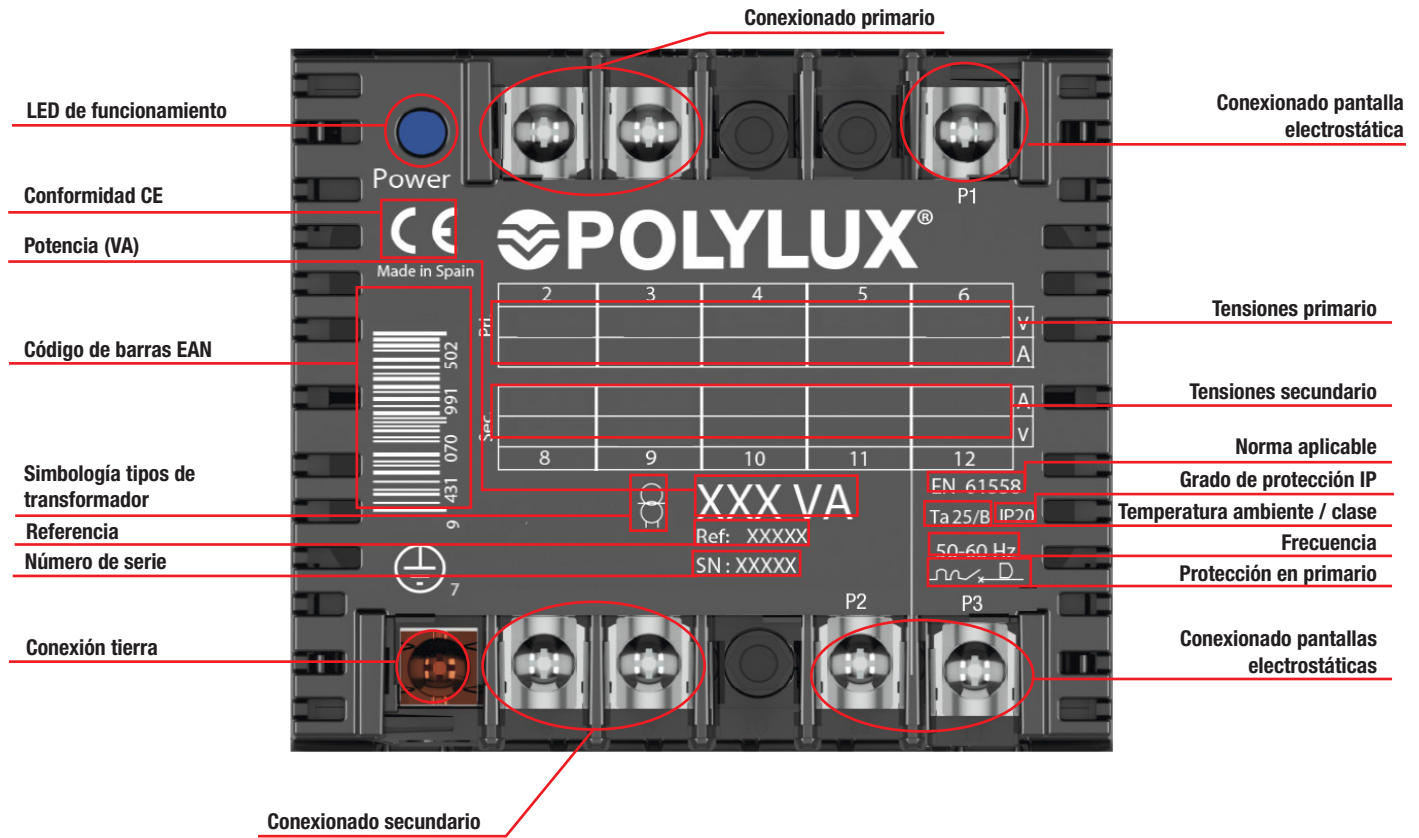 Conexionado primario
LED de funcionamiento
Conexionado pantalla
electrostática
Power
P1
Conformidad CE
CE
POLYLUX®
Potencia (VA)
Made in Spain
2 3 4 5 6
Pri.
V
Tensiones primario
A
Código de barras EAN
9 431 070 991 502
Sec.
A
Tensiones secundario
V
8 9 10 11 12
Norma aplicable
Simbología tipos de
transformador
XXX VA
EN 61558
Grado de protección IP
Ta 25/B IP20
Temperatura ambiente / clase
Referencia
Ref: XXXXX
50-60 Hz
Frecuencia
Número de serie
SN : XXXXX
D
Protección en primario
7
P2
P3
Conexión tierra
Conexionado pantallas
electrostáticas
Conexionado secundario